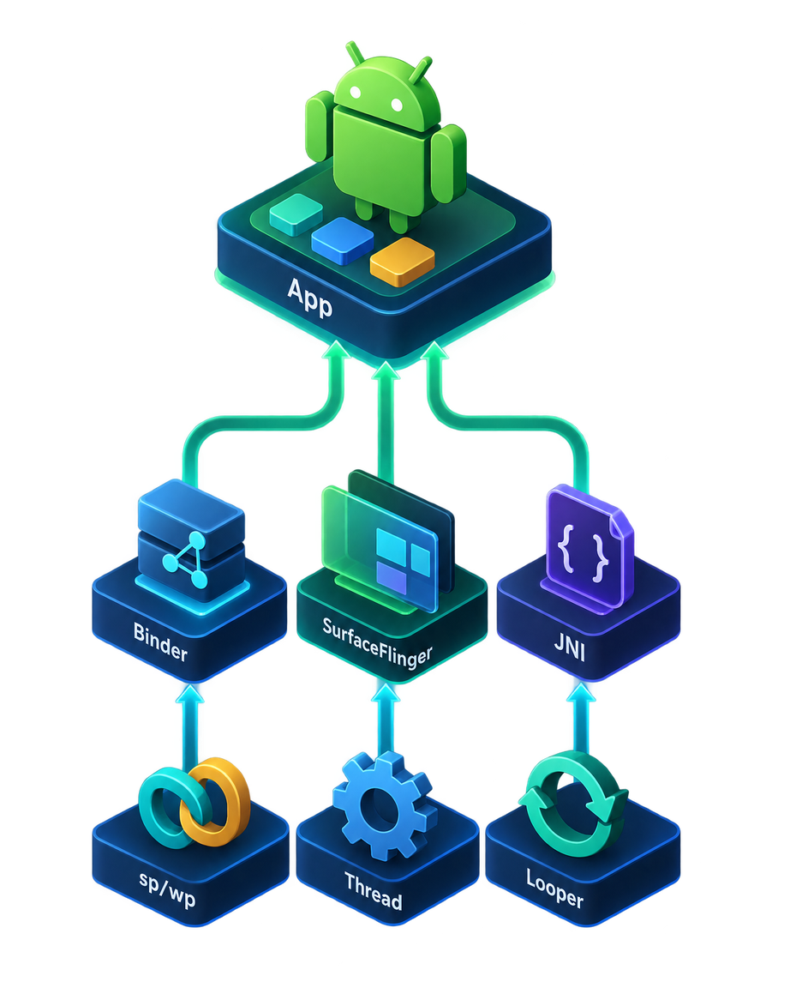 App
Binder
SurfaceFlinger
JNI
sp/wp
Thread
Looper